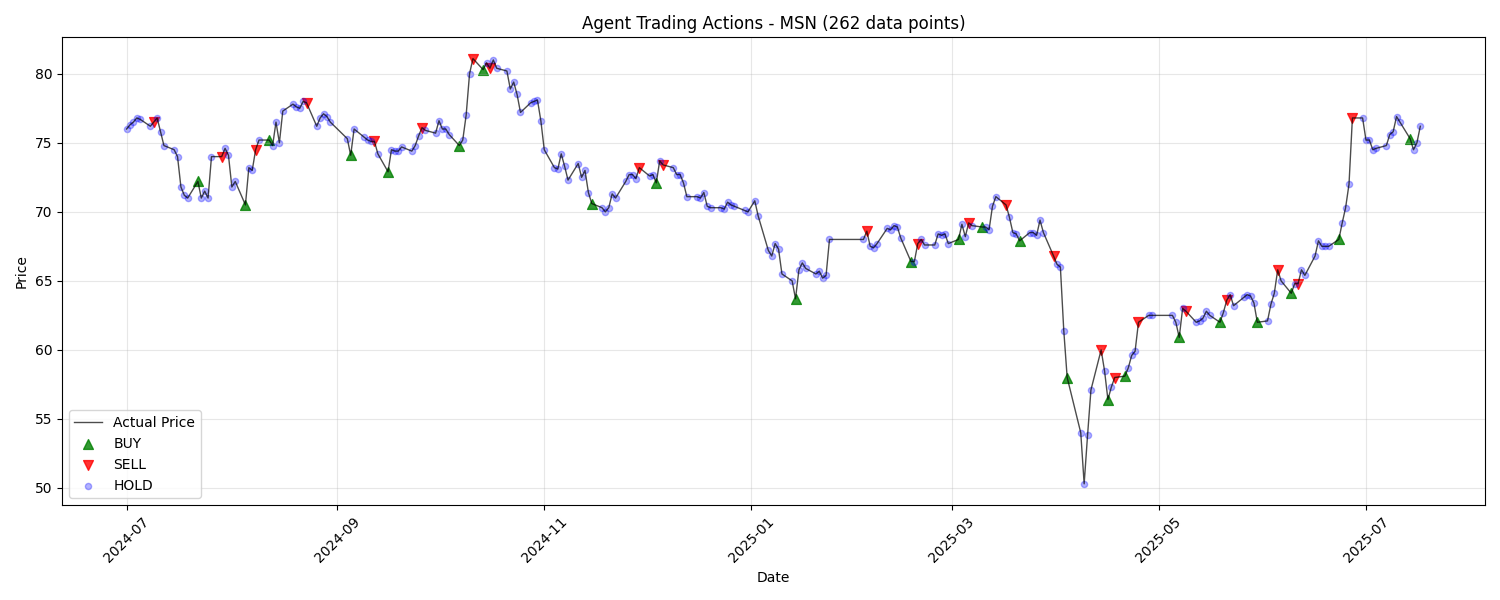 Agent Trading Actions - MSN (262 data points)
Price
80
75
70
65
60
55
50
Actual Price
BUY
SELL
HOLD
2024-07
2024-09
2024-11
2025-01
2025-03
2025-05
2025-07
Date